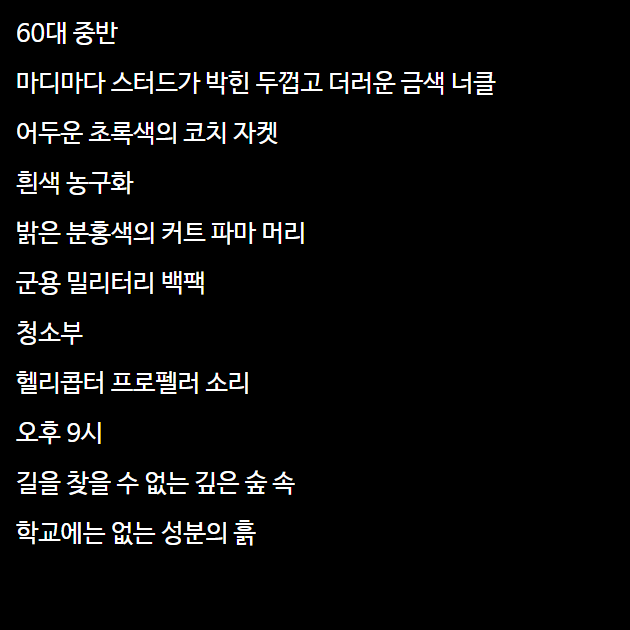 60대 중반
마디마다 스터드가 박힌 두껍고 더러운 금색 너클
어두운 초록색의 코치 자켓
흰색 농구화
밝은 분홍색의 커트 파마 머리
군용 밀리터리 백팩
청소부
헬리콥터 프로펠러 소리
오후 9시
길을 찾을 수 없는 깊은 숲 속
학교에는 없는 성분의 흙